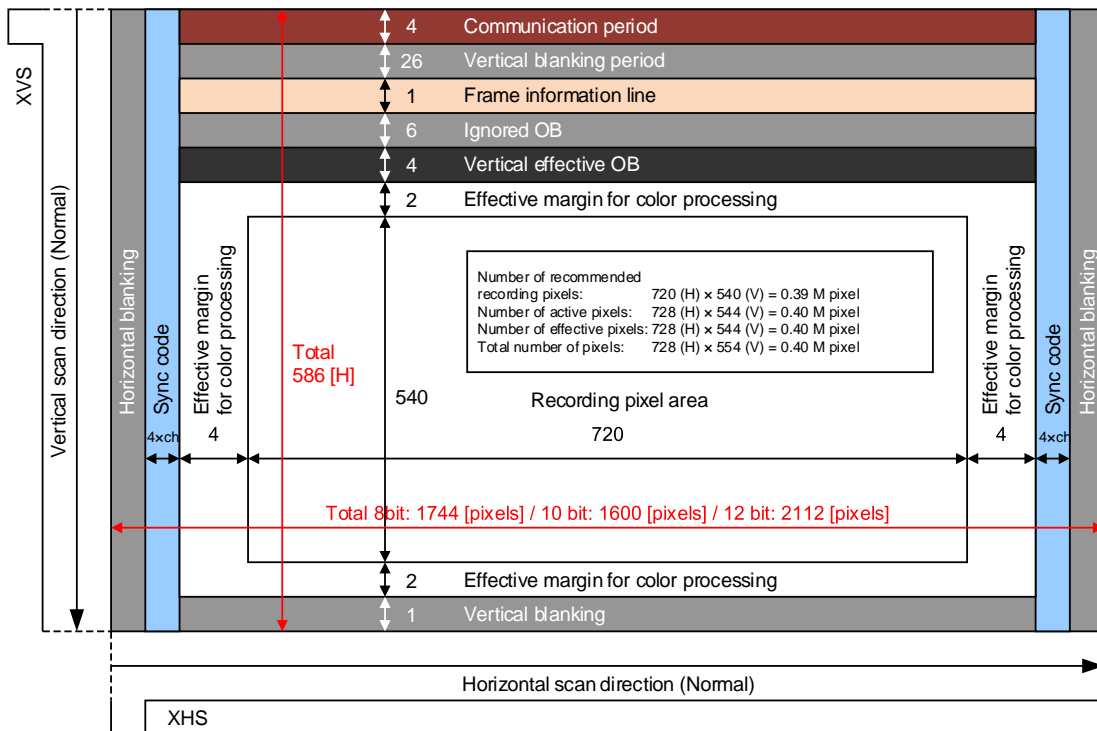 4 Communication period
26 Vertical blanking period
1 Frame information line
6 Ignored OB
4 Vertical effective OB
2 Effective margin for color processing
XVS
Vertical scan direction (Normal)
Horizontal blanking
Sync code
4×ch
Effective margin
for color processing
4
Total
586 [H]
Number of recommended
recording pixels: 720 (H) × 540 (V) = 0.39 M pixel
Number of active pixels: 728 (H) × 544 (V) = 0.40 M pixel
Number of effective pixels: 728 (H) × 544 (V) = 0.40 M pixel
Total number of pixels: 728 (H) × 554 (V) = 0.40 M pixel
540
Recording pixel area
720
Effective margin
for color processing
4
Sync code
4×ch
Horizontal blanking
Total 8bit: 1744 [pixels] / 10 bit: 1600 [pixels] / 12 bit: 2112 [pixels]
2 Effective margin for color processing
1 Vertical blanking
Horizontal scan direction (Normal)
XHS